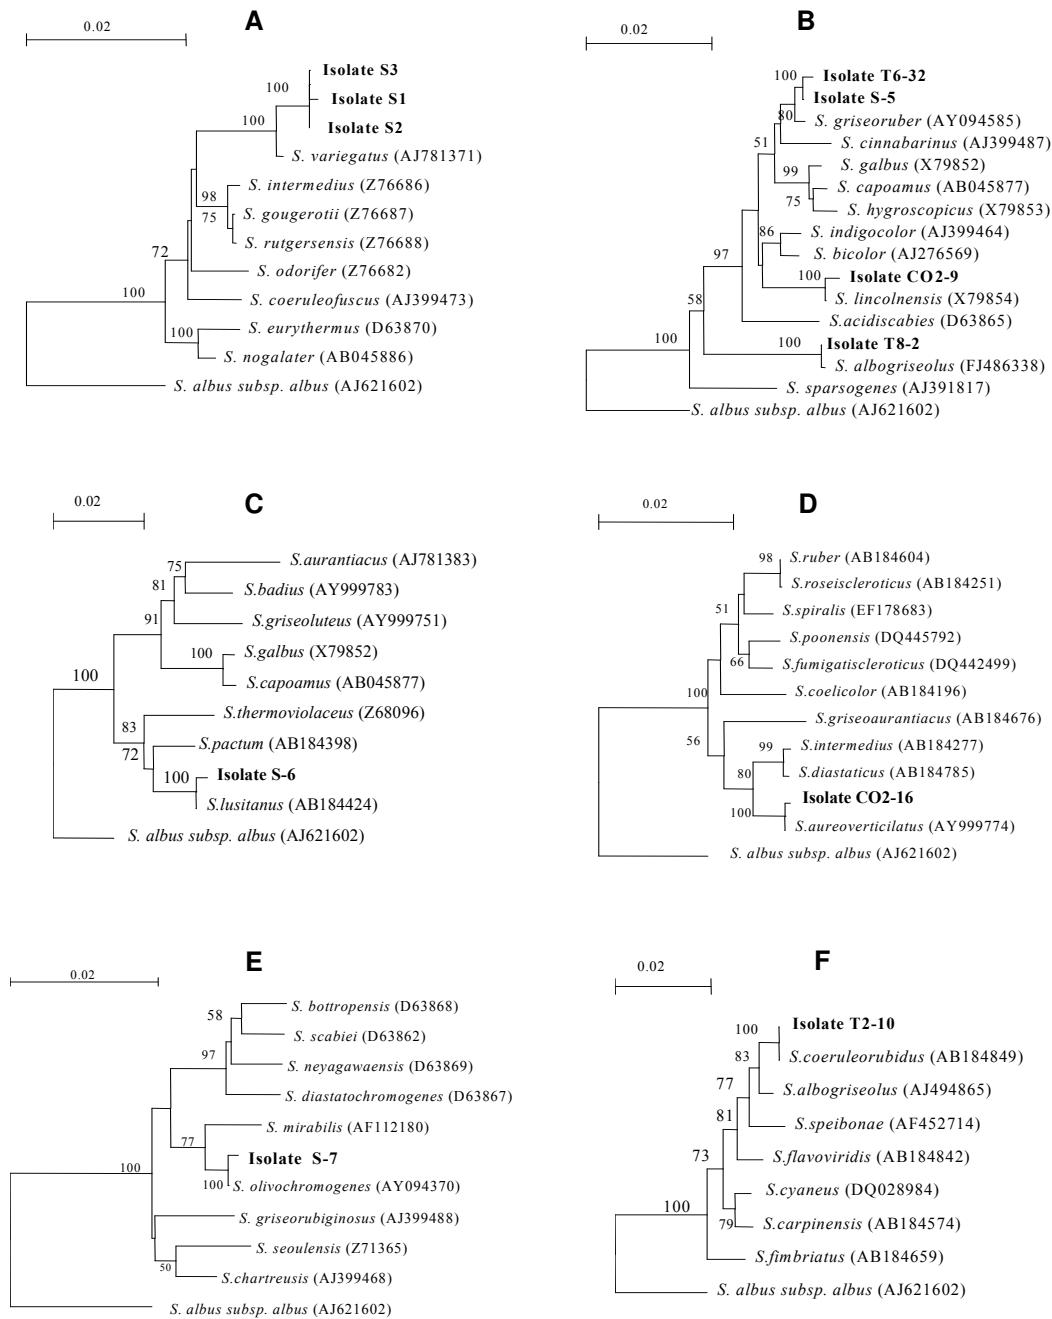 A
0.02
Isolate S3
100
Isolate S1
100
Isolate S2
S. variegatus (AJ781371)
S. intermedius (Z76686)
98
75
S. gougerotii (Z76687)
S. rutgersensis (Z76688)
72
S. odorifer (Z76682)
100
S. coeruleofuscus (AJ399473)
100
S. eurythermus (D63870)
S. nogalater (AB045886)
S. albus subsp. albus (AJ621602)
B
0.02
100
Isolate T6-32
Isolate S-5
80
S. griseoruber (AY094585)
51
S. cinnabarinus (AJ399487)
S. galbus (X79852)
99
S. capoamus (AB045877)
75
S. hygroscopicus (X79853)
86
S. indigocolor (AJ399464)
97
S. bicolor (AJ276569)
100
Isolate CO2-9
58
S. lincolnensis (X79854)
S.acidiscabies (D63865)
100
100
Isolate T8-2
S. albogriseolus (FJ486338)
S. sparsogenes (AJ391817)
S. albus subsp. albus (AJ621602)
C
0.02
75
S.aurantiacus (AJ781383)
81
S.badius (AY999783)
91
S.griseoluteus (AY999751)
100
S.galbus (X79852)
100
S.capoamus (AB045877)
S.thermoviolaceus (Z68096)
83
72
S.pactum (AB184398)
100
Isolate S-6
S.lusitanus (AB184424)
S. albus subsp. albus (AJ621602)
D
0.02
98
S.ruber (AB184604)
S.roseiscleroticus (AB184251)
51
S.spiralis (EF178683)
S.poonensis (DQ445792)
66
S.fumigatiscleroticus (DQ442499)
100
S.coelicolor (AB184196)
S.griseoaurantiacus (AB184676)
56
99
S.intermedius (AB184277)
80
S.diastaticus (AB184785)
Isolate CO2-16
100
S.aureoverticilatus (AY999774)
S. albus subsp. albus (AJ621602)
E
0.02
58
S. bottropensis (D63868)
S. scabiei (D63862)
97
S. neyagawaensis (D63869)
S. diastatochromogenes (D63867)
S. mirabilis (AF112180)
77
Isolate S-7
100
100
S. olivochromogenes (AY094370)
S. griseorubiginosus (AJ399488)
S. seoulensis (Z71365)
50
S.chartreusis (AJ399468)
S. albus subsp. albus (AJ621602)
F
0.02
100
Isolate T2-10
83
S.coeruleorubidus (AB184849)
77
S.albogriseolus (AJ494865)
81
S.speibonae (AF452714)
73
S.flavoviridis (AB184842)
S.cyaneus (DQ028984)
100
79
S.carpinensis (AB184574)
S.fimbriatus (AB184659)
S. albus subsp. albus (AJ621602)